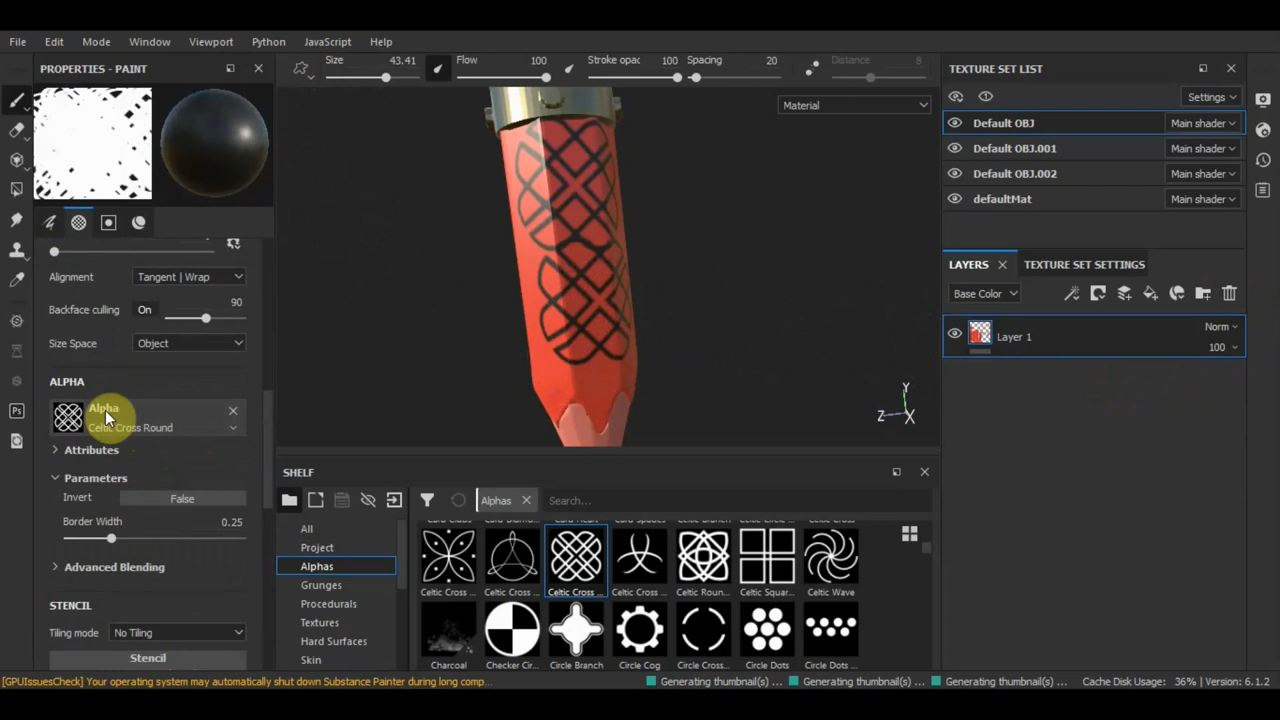 File Edit Mode Window Viewport Python JavaScript Help
PROPERTIES - PAINT
Size 43.41 Flow 100 Stroke opac 100 Spacing 20 Distance 8
Material
TEXTURE SET LIST
Settings
Default OBJ Main shader
Default OBJ.001 Main shader
Default OBJ.002 Main shader
defaultMat Main shader
Alignment Tangent | Wrap
Backface culling On 90
Size Space Object
ALPHA
Alpha
Celtic Cross Round
Attributes
Parameters
Invert False
Border Width 0.25
Advanced Blending
STENCIL
Tiling mode No Tiling
Stencil
Y
Z X
LAYERS TEXTURE SET SETTINGS
Base Color
Layer 1 Norm
100
SHELF
Alphas Search...
All
Project
Alphas
Grunges
Procedurals
Textures
Hard Surfaces
Skin
Celtic Cross ... Celtic Cross ... Celtic Cross ... Celtic Cross ... Celtic Roun... Celtic Squar... Celtic Wave
Charcoal Checker Cir... Circle Branch Circle Cog Circle Cross... Circle Dots Circle Dots ...
[GPUIssuesCheck] Your operating system may automatically shut down Substance Painter during long comp...
Generating thumbnail(s) ... Generating thumbnail(s) ... Generating thumbnail(s) ... Cache Disk Usage: 36% | Version: 6.1.2